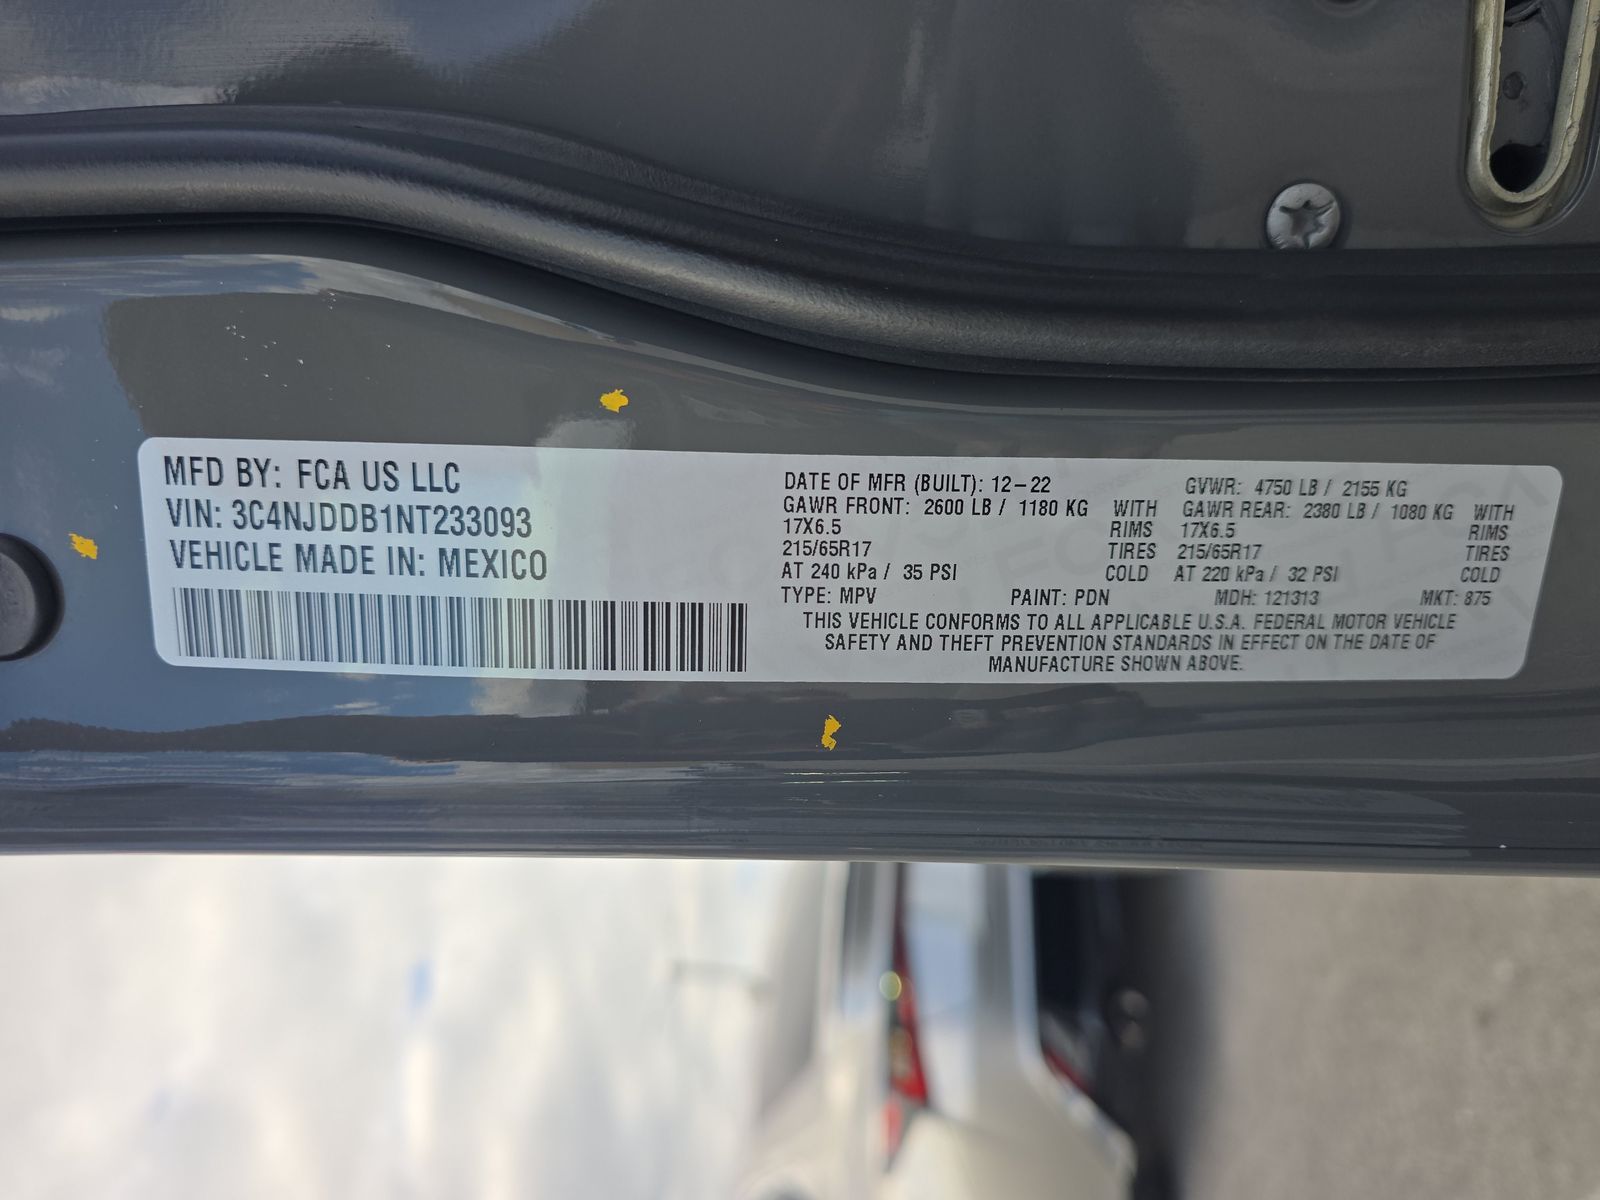 MFD BY: FCA US LLC
VIN: 3C4NJDDB1NT233093
VEHICLE MADE IN: MEXICO
DATE OF MFR (BUILT): 12-22 GVWR: 4750 LB / 2155 KG
GAWR FRONT: 2600 LB / 1180 KG WITH GAWR REAR: 2380 LB / 1080 KG WITH
17X6.5 RIMS 17X6.5 RIMS
215/65R17 TIRES 215/65R17 TIRES
AT 240 kPa / 35 PSI COLD AT 220 kPa / 32 PSI COLD
TYPE: MPV PAINT: PDN MDH: 121313 MKT: 875
THIS VEHICLE CONFORMS TO ALL APPLICABLE U.S.A. FEDERAL MOTOR VEHICLE
SAFETY AND THEFT PREVENTION STANDARDS IN EFFECT ON THE DATE OF
MANUFACTURE SHOWN ABOVE.